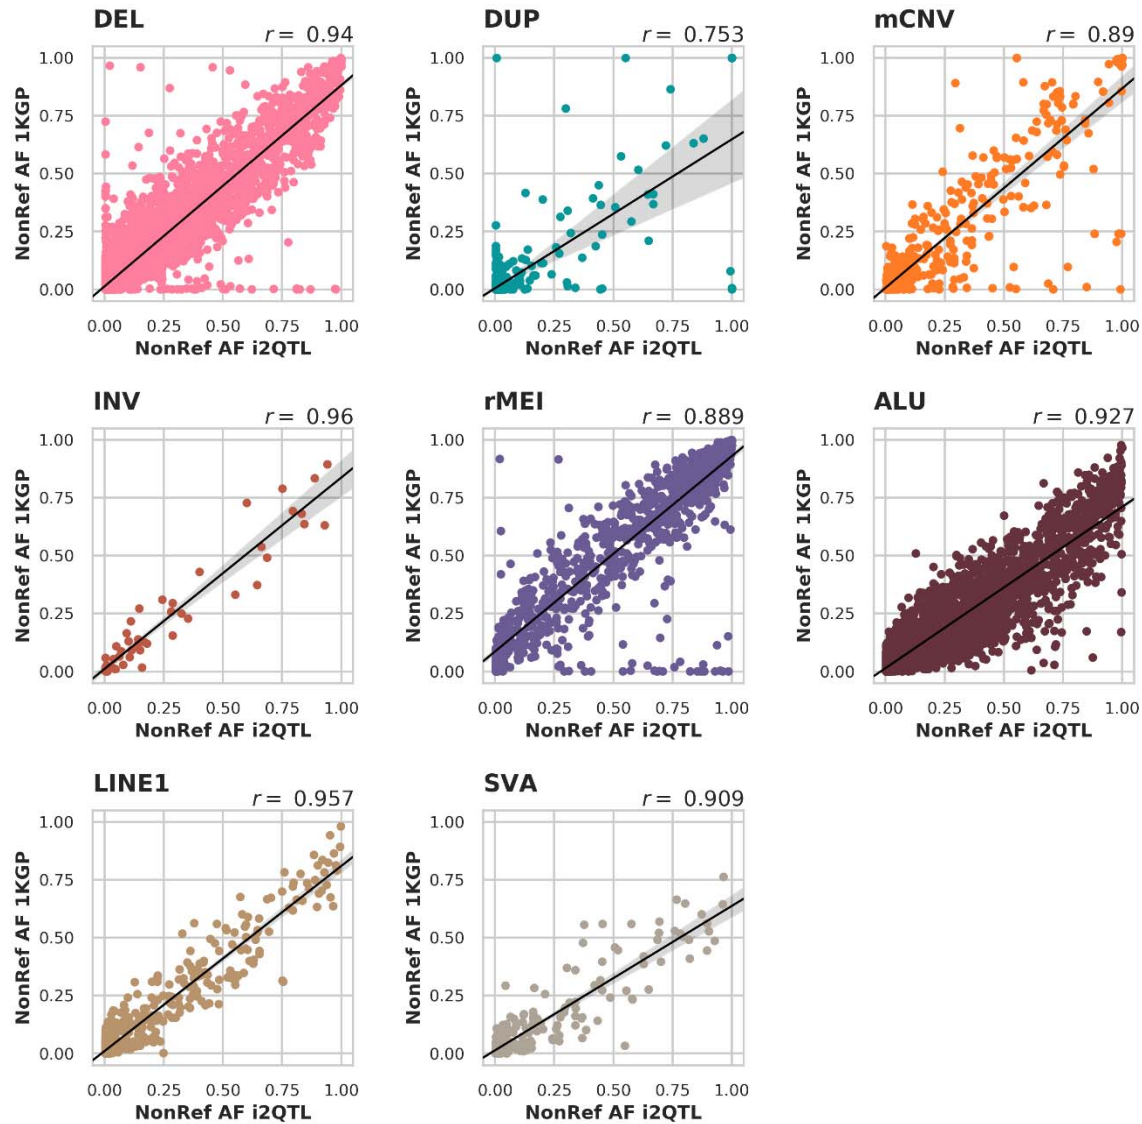 DEL
r = 0.94
NonRef AF 1KGP
1.00
0.75
0.50
0.25
0.00
0.00 0.25 0.50 0.75 1.00
NonRef AF i2QTL
DUP
r = 0.753
NonRef AF 1KGP
1.00
0.75
0.50
0.25
0.00
0.00 0.25 0.50 0.75 1.00
NonRef AF i2QTL
mCNV
r = 0.89
NonRef AF 1KGP
1.00
0.75
0.50
0.25
0.00
0.00 0.25 0.50 0.75 1.00
NonRef AF i2QTL
INV
r = 0.96
NonRef AF 1KGP
1.00
0.75
0.50
0.25
0.00
0.00 0.25 0.50 0.75 1.00
NonRef AF i2QTL
rMEI
r = 0.889
NonRef AF 1KGP
1.00
0.75
0.50
0.25
0.00
0.00 0.25 0.50 0.75 1.00
NonRef AF i2QTL
ALU
r = 0.927
NonRef AF 1KGP
1.00
0.75
0.50
0.25
0.00
0.00 0.25 0.50 0.75 1.00
NonRef AF i2QTL
LINE1
r = 0.957
NonRef AF 1KGP
1.00
0.75
0.50
0.25
0.00
0.00 0.25 0.50 0.75 1.00
NonRef AF i2QTL
SVA
r = 0.909
NonRef AF 1KGP
1.00
0.75
0.50
0.25
0.00
0.00 0.25 0.50 0.75 1.00
NonRef AF i2QTL